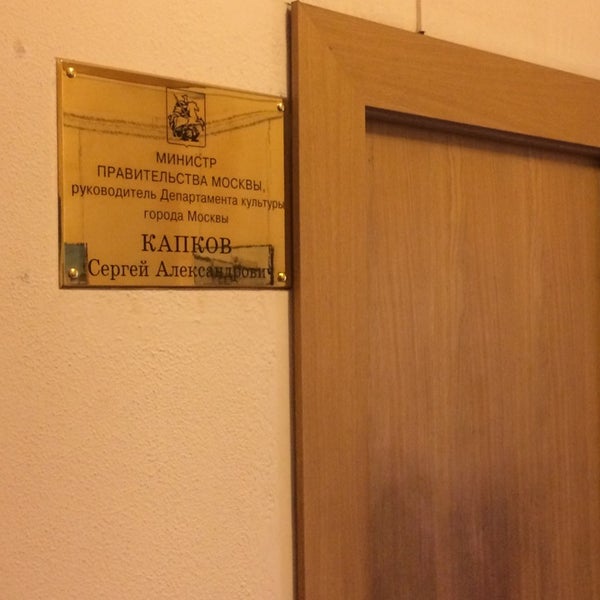 МИНИСТР
ПРАВИТЕЛЬСТВА МОСКВЫ,
руководитель Департамента культуры
города Москвы
КАПКОВ
Сергей Александрович